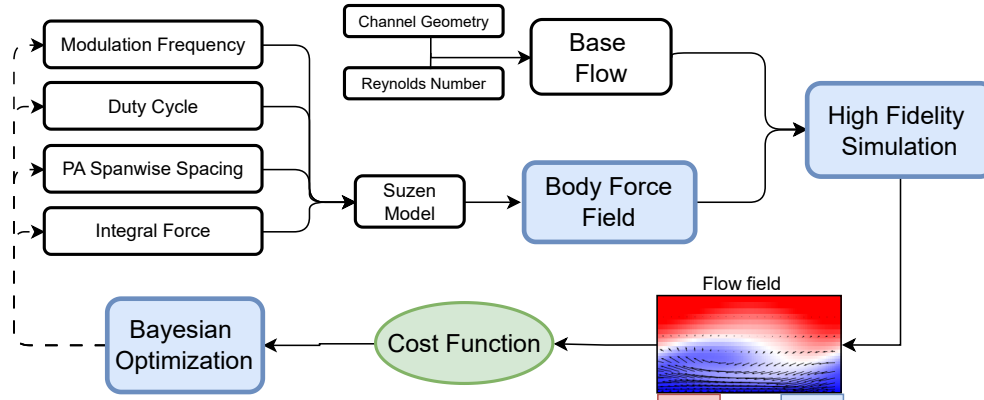 Modulation Frequency
Duty Cycle
PA Spanwise Spacing
Integral Force
Channel Geometry
Reynolds Number
Base
Flow
Suzen
Model
Body Force
Field
High Fidelity
Simulation
Flow field
Cost Function
Bayesian
Optimization